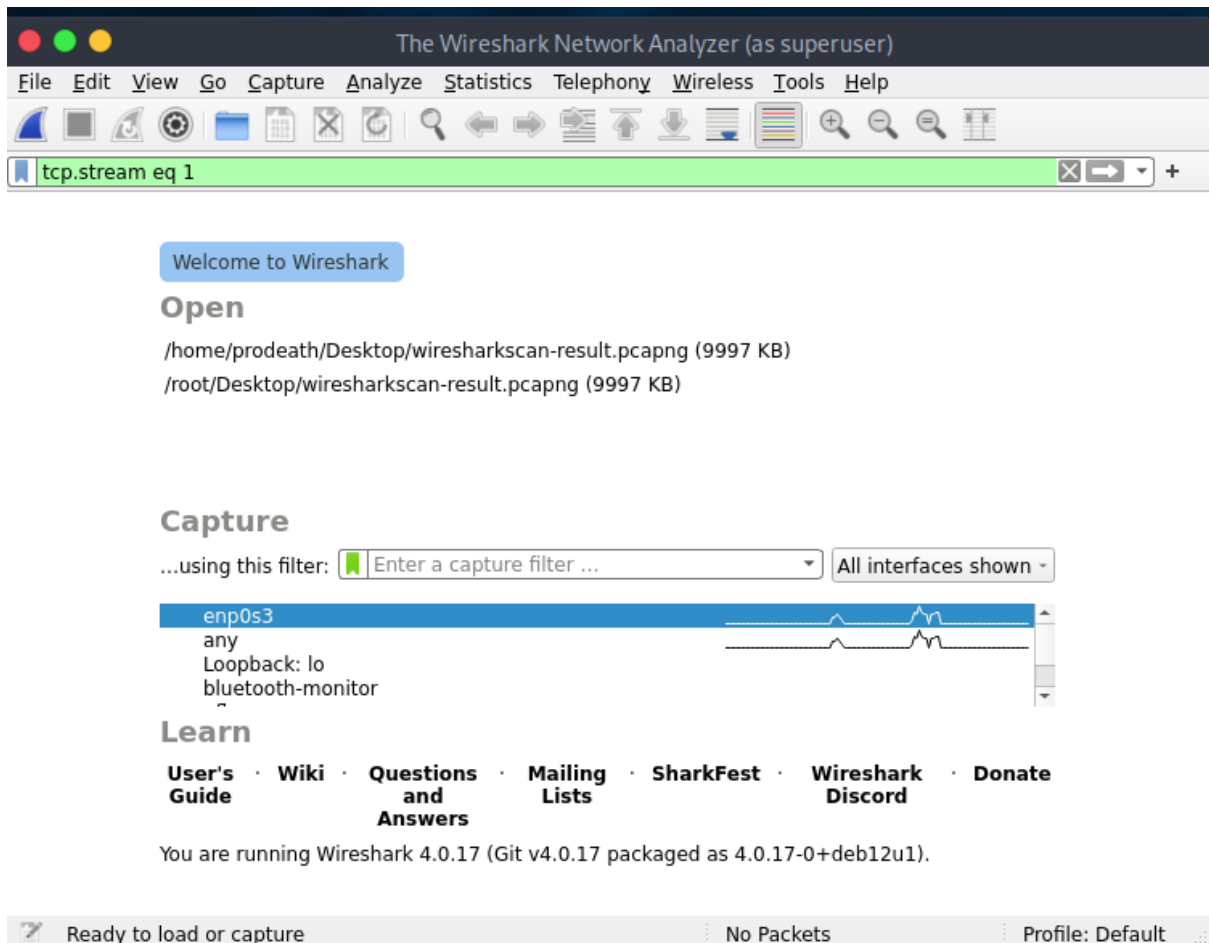 The Wireshark Network Analyzer (as superuser)
File Edit View Go Capture Analyze Statistics Telephony Wireless Tools Help
tcp.stream eq 1
Welcome to Wireshark
Open
/home/prodeath/Desktop/wiresharkscan-result.pcapng (9997 KB)
/root/Desktop/wiresharkscan-result.pcapng (9997 KB)
Capture
...using this filter: Enter a capture filter ... All interfaces shown
enp0s3
any
Loopback: lo
bluetooth-monitor
Learn
User's Guide · Wiki · Questions and Answers · Mailing Lists · SharkFest · Wireshark Discord · Donate
You are running Wireshark 4.0.17 (Git v4.0.17 packaged as 4.0.17-0+deb12u1).
Ready to load or capture No Packets Profile: Default